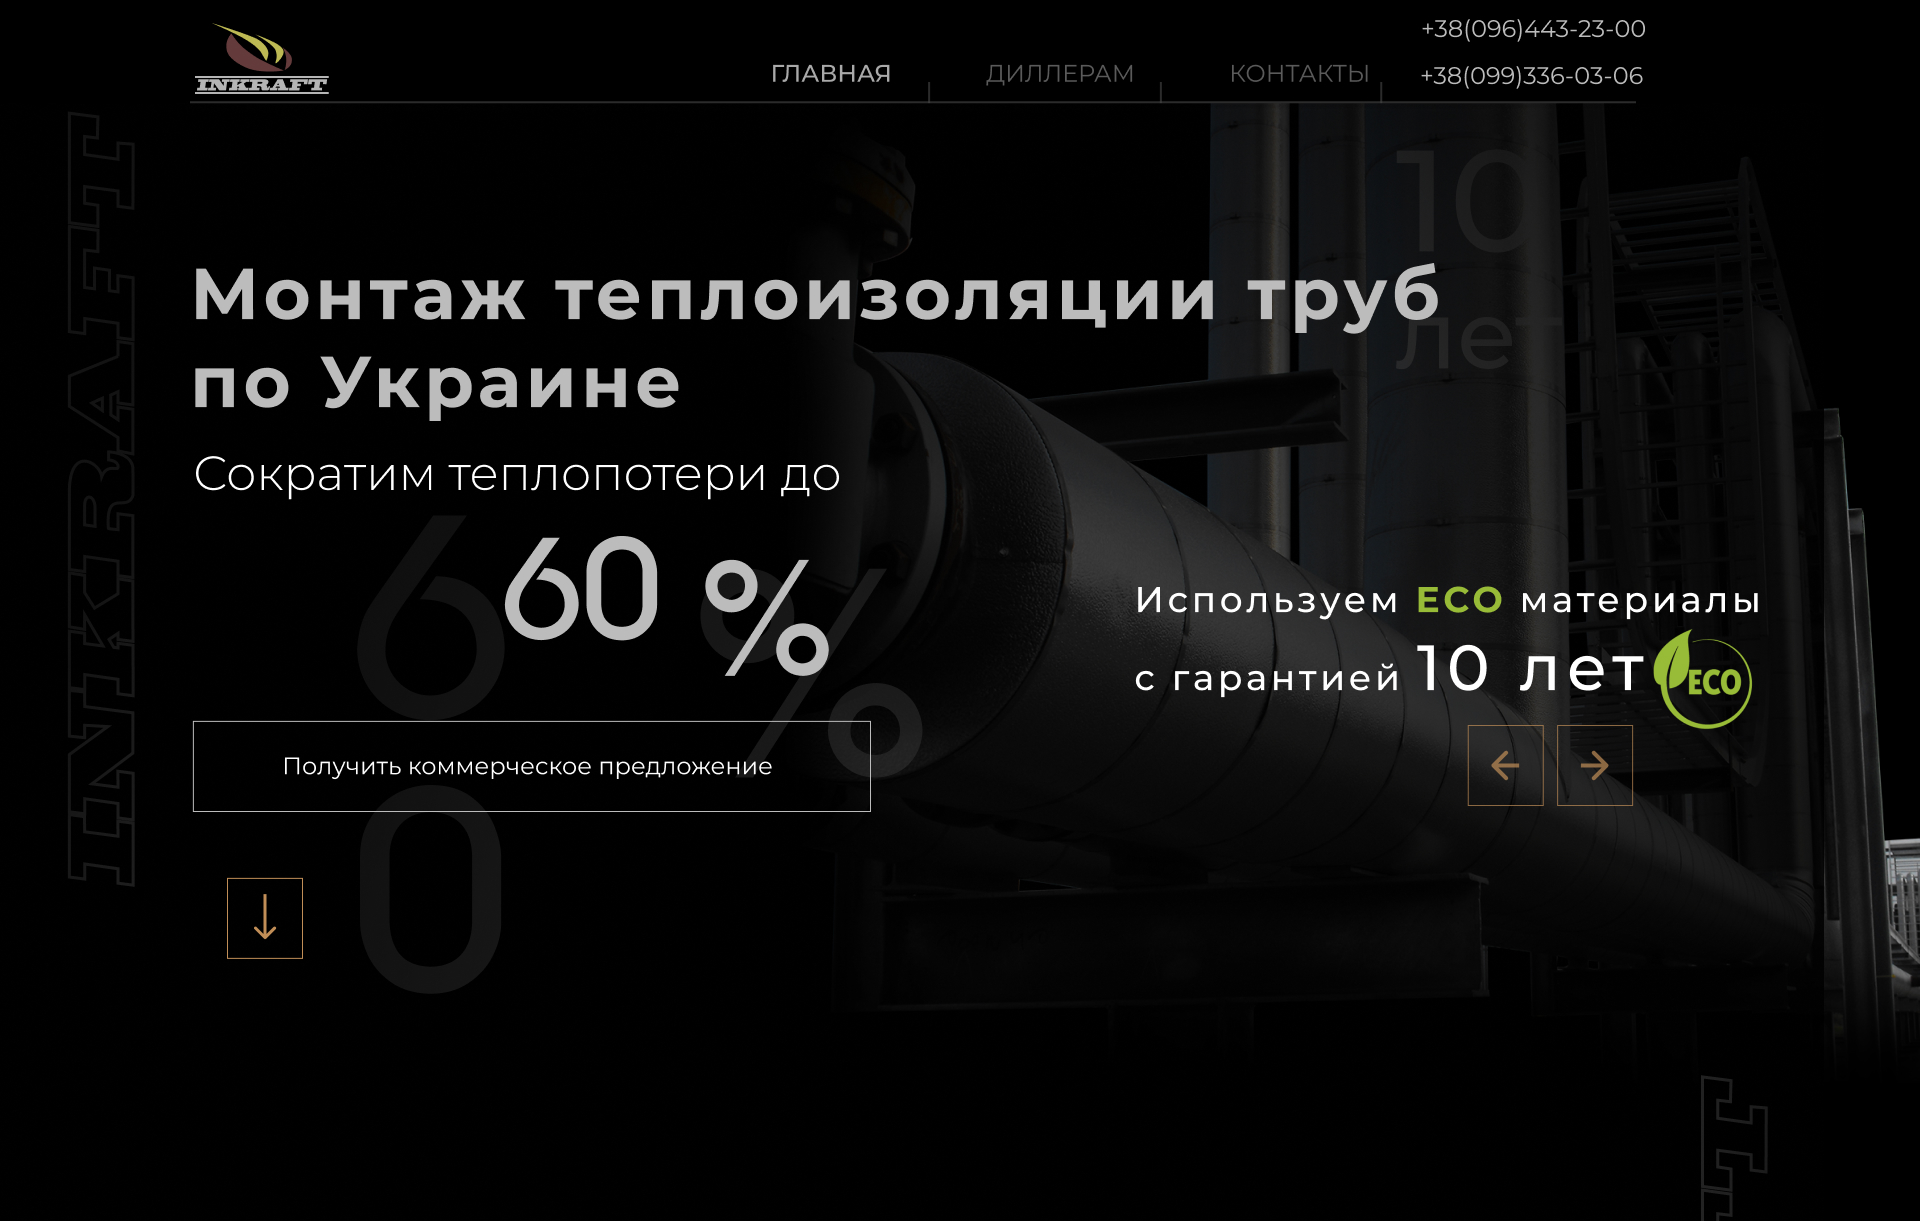 +38(096)443-23-00
INKRAFT
ГЛАВНАЯ
ДИЛЛЕРАМ
КОНТАКТЫ
+38(099)336-03-06
INKRAFT
10
лет
Монтаж теплоизоляции труб
по Украине
Сократим теплопотери до
60 %
60 %
Используем ECO материалы
с гарантией 10 лет
ECO
Получить коммерческое предложение